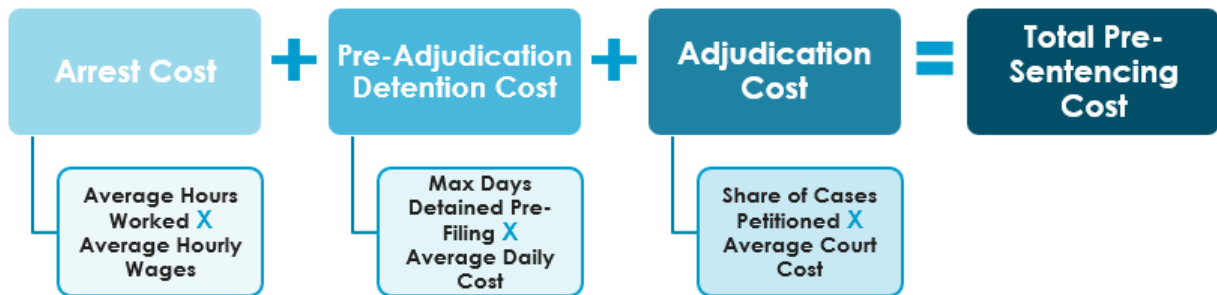 Arrest Cost
+
Pre-Adjudication
Detention Cost
+
Adjudication
Cost
=
Total Pre-
Sentencing
Cost
Average Hours
Worked X
Average Hourly
Wages
Max Days
Detained Pre-
Filing X
Average Daily
Cost
Share of Cases
Petitioned X
Average Court
Cost